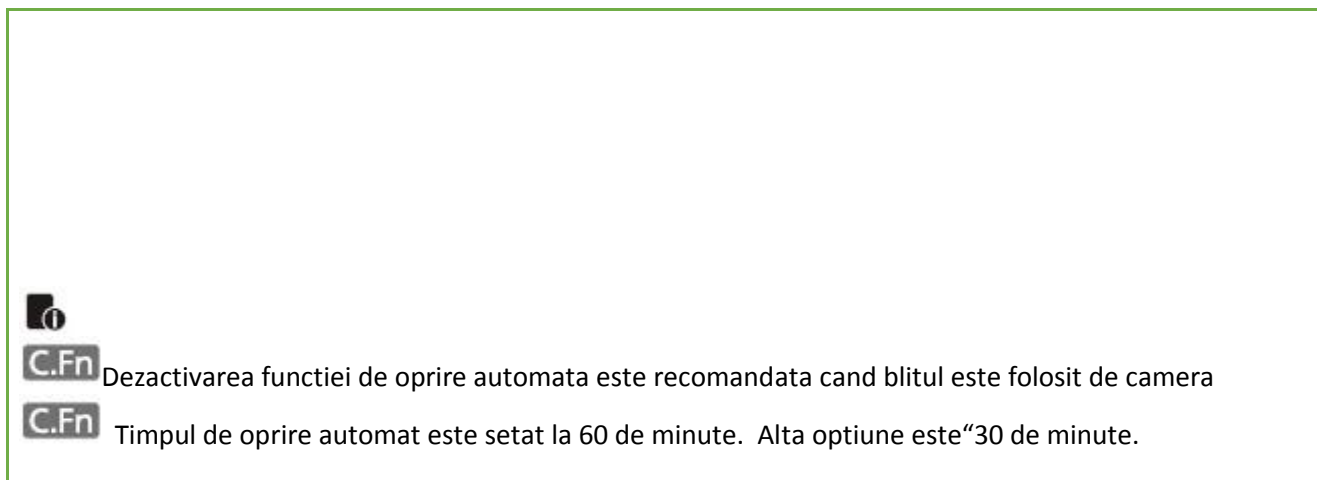 C.Fn Dezactivarea functiei de oprire automata este recomandata cand blitul este folosit de camera
C.Fn Timpul de oprire automat este setat la 60 de minute. Alta optiune este“30 de minute.